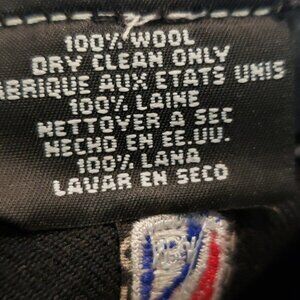 100% WOOL
DRY CLEAN ONLY
ABRIQUE AUX ETATS UNIS
100% LAINE
NETTOYER A SEC
HECHO EN EE.UU.
100% LANA
LAVAR EN SECO